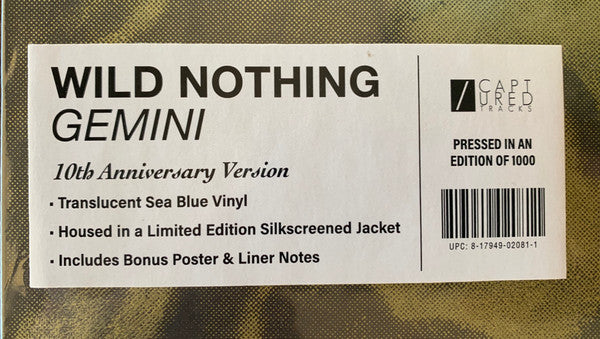 WILD NOTHING
GEMINI
10th Anniversary Version
· Translucent Sea Blue Vinyl
· Housed in a Limited Edition Silkscreened Jacket
· Includes Bonus Poster & Liner Notes
CAPT
URED
TRACKS
PRESSED IN AN
EDITION OF 1000
UPC: 8-17949-02081-1